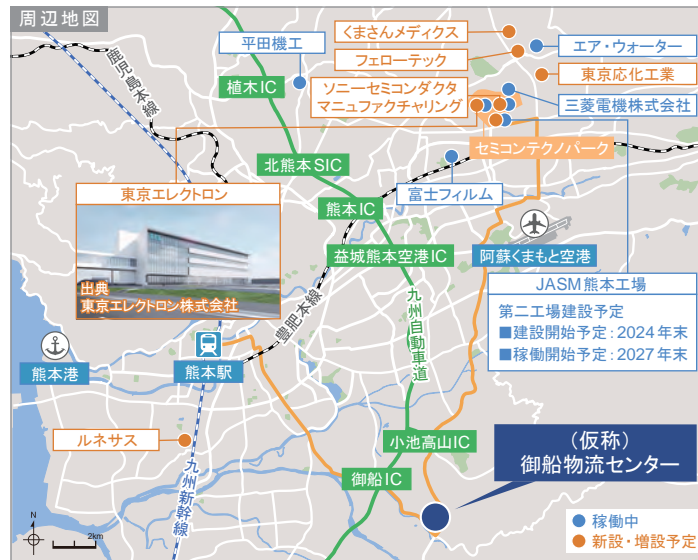 周辺地図
鹿児島本線
平田機工
植木IC
くまさんメディクス
エア・ウォーター
フェローテック
東京応化工業
ソニーセミコンダクタ
マニュファクチャリング
三菱電機株式会社
セミコンテクノパーク
北熊本SIC
富士フィルム
熊本IC
東京エレクトロン
出典
東京エレクトロン株式会社
益城熊本空港IC
阿蘇くまもと空港
JASM熊本工場
第二工場建設予定
■建設開始予定：2024年末
■稼働開始予定：2027年末
豊肥本線
九州自動車道
熊本港
熊本駅
ルネサス
九州新幹線
小池高山IC
御船IC
（仮称）
御船物流センター
N
2km
稼働中
新設・増設予定